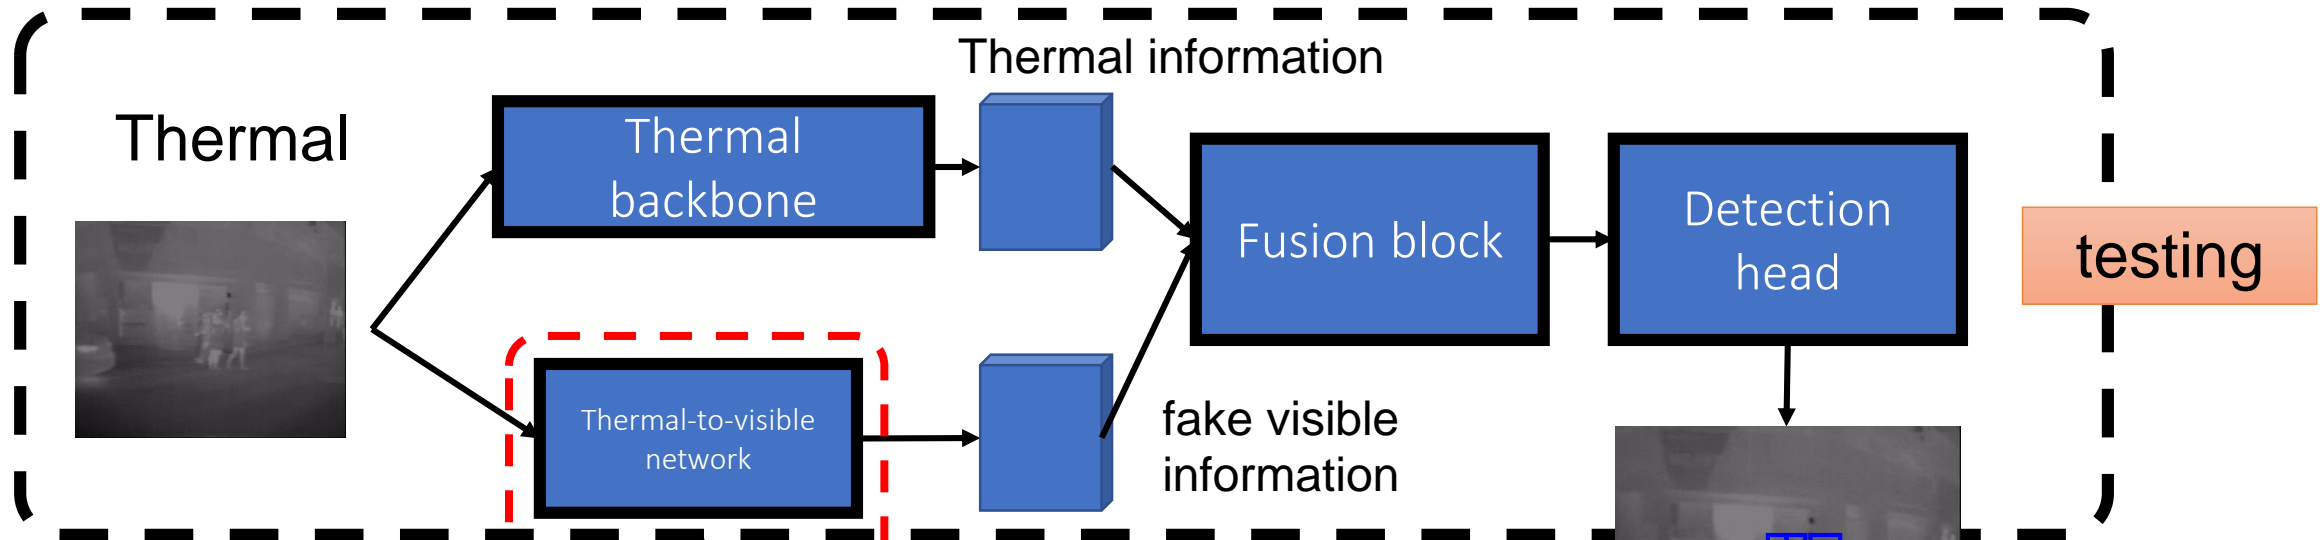 Thermal information
Thermal
Thermal
backbone
Fusion block
Detection
head
testing
Thermal-to-visible
network
fake visible
information